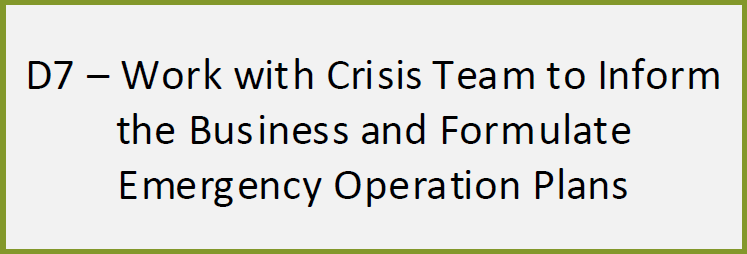 D7 – Work with Crisis Team to Inform
the Business and Formulate
Emergency Operation Plans